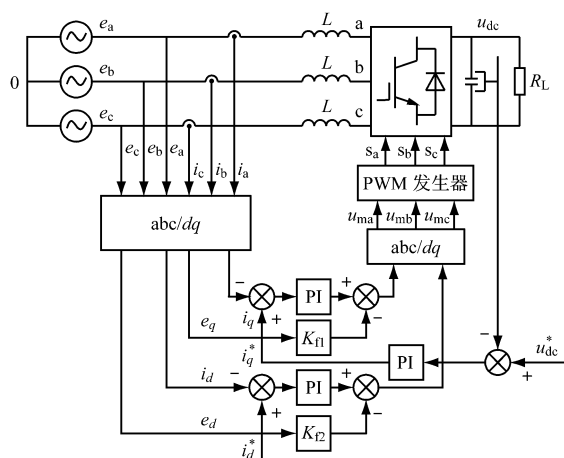 e_a L a u_dc
0 e_b L b R_L
e_c L c
e_c e_b e_a i_c i_b i_a s_a s_b s_c
PWM 发生器
abc/dq u_ma u_mb u_mc
abc/dq
− PI + −
i_q +
e_q K_f1
i_q^* PI − u_dc^*
+
i_d − PI + −
+
e_d K_f2
i_d^*